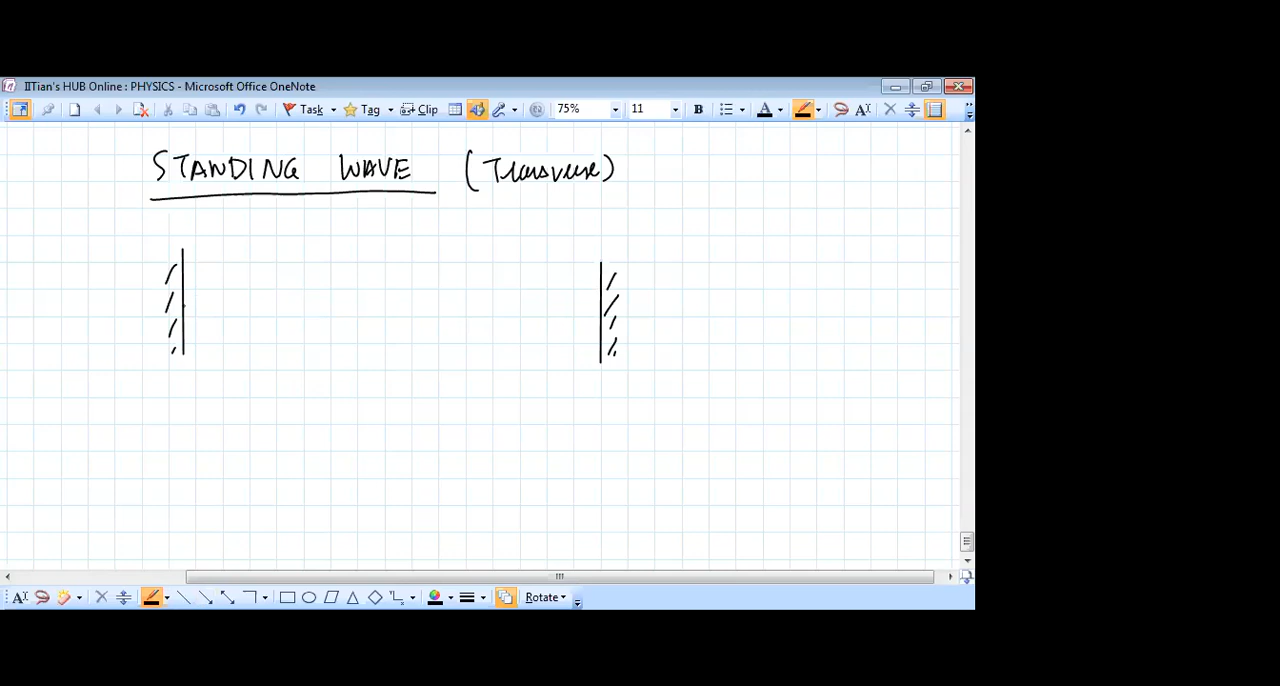 IITian's HUB Online : PHYSICS - Microsoft Office OneNote
Task Tag Clip 75% 11 B A
STANDING WAVE (Transverse)
Rotate